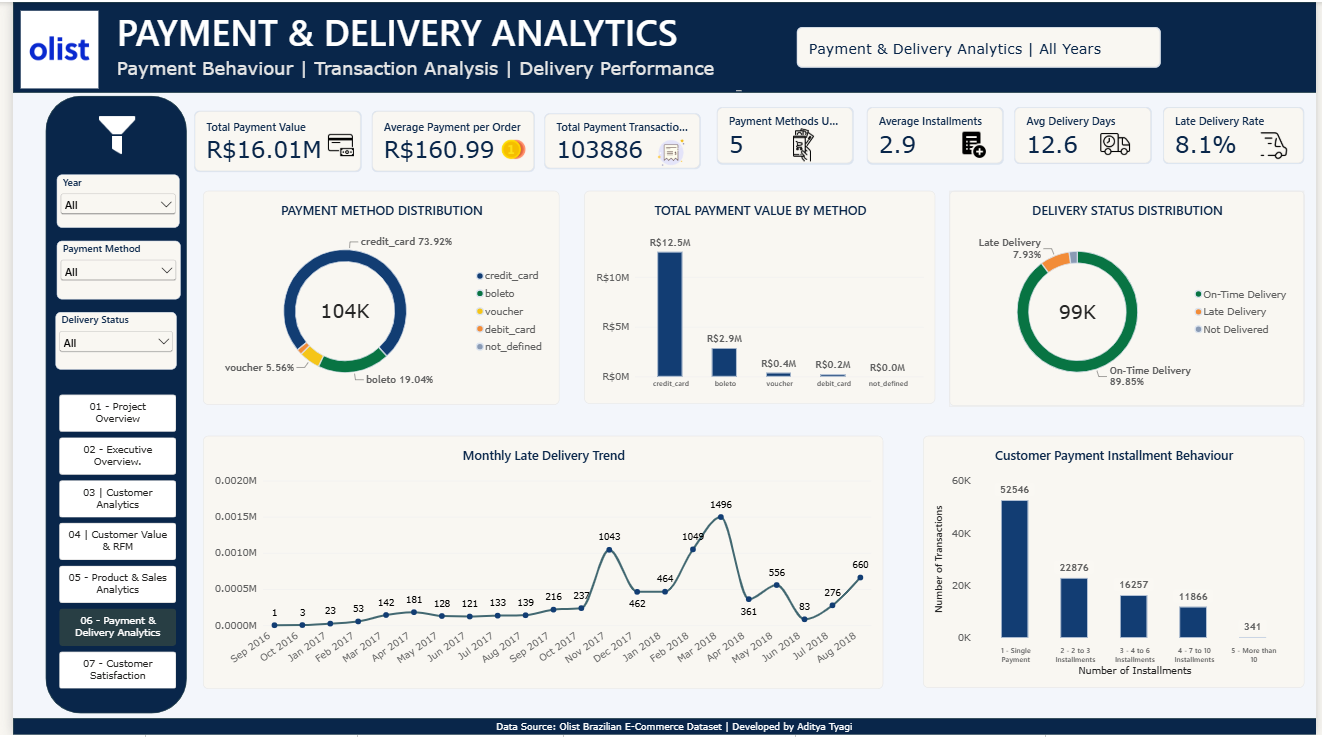 olist
PAYMENT & DELIVERY ANALYTICS
Payment Behaviour | Transaction Analysis | Delivery Performance
Payment & Delivery Analytics | All Years
Year
All
Payment Method
All
Delivery Status
All
01 - Project
Overview
02 - Executive
Overview.
03 | Customer
Analytics
04 | Customer Value
& RFM
05 - Product & Sales
Analytics
06 - Payment &
Delivery Analytics
07 - Customer
Satisfaction
Total Payment Value
R$16.01M
Average Payment per Order
R$160.99
Total Payment Transactio...
103886
Payment Methods U...
5
Average Installments
2.9
Avg Delivery Days
12.6
Late Delivery Rate
8.1%
PAYMENT METHOD DISTRIBUTION
credit_card 73.92%
104K
voucher 5.56%
boleto 19.04%
credit_card
boleto
voucher
debit_card
not_defined
TOTAL PAYMENT VALUE BY METHOD
R$10M
R$5M
R$0M
R$12.5M
R$2.9M
R$0.4M
R$0.2M
R$0.0M
credit_card
boleto
voucher
debit_card
not_defined
DELIVERY STATUS DISTRIBUTION
Late Delivery
7.93%
99K
On-Time Delivery
89.85%
On-Time Delivery
Late Delivery
Not Delivered
Monthly Late Delivery Trend
0.0020M
0.0015M
0.0010M
0.0005M
0.0000M
1
3
23
53
142
181
128
121
133
139
216
237
1043
462
464
1049
1496
361
556
83
276
660
Sep 2016
Oct 2016
Jan 2017
Feb 2017
Mar 2017
Apr 2017
May 2017
Jun 2017
Jul 2017
Aug 2017
Sep 2017
Oct 2017
Nov 2017
Dec 2017
Jan 2018
Feb 2018
Mar 2018
Apr 2018
May 2018
Jun 2018
Jul 2018
Aug 2018
Customer Payment Installment Behaviour
Number of Transactions
60K
40K
20K
0K
52546
22876
16257
11866
341
1 - Single
Payment
2 - 2 to 3
Installments
3 - 4 to 6
Installments
4 - 7 to 10
Installments
5 - More than
10
Number of Installments
Data Source: Olist Brazilian E-Commerce Dataset | Developed by Aditya Tyagi